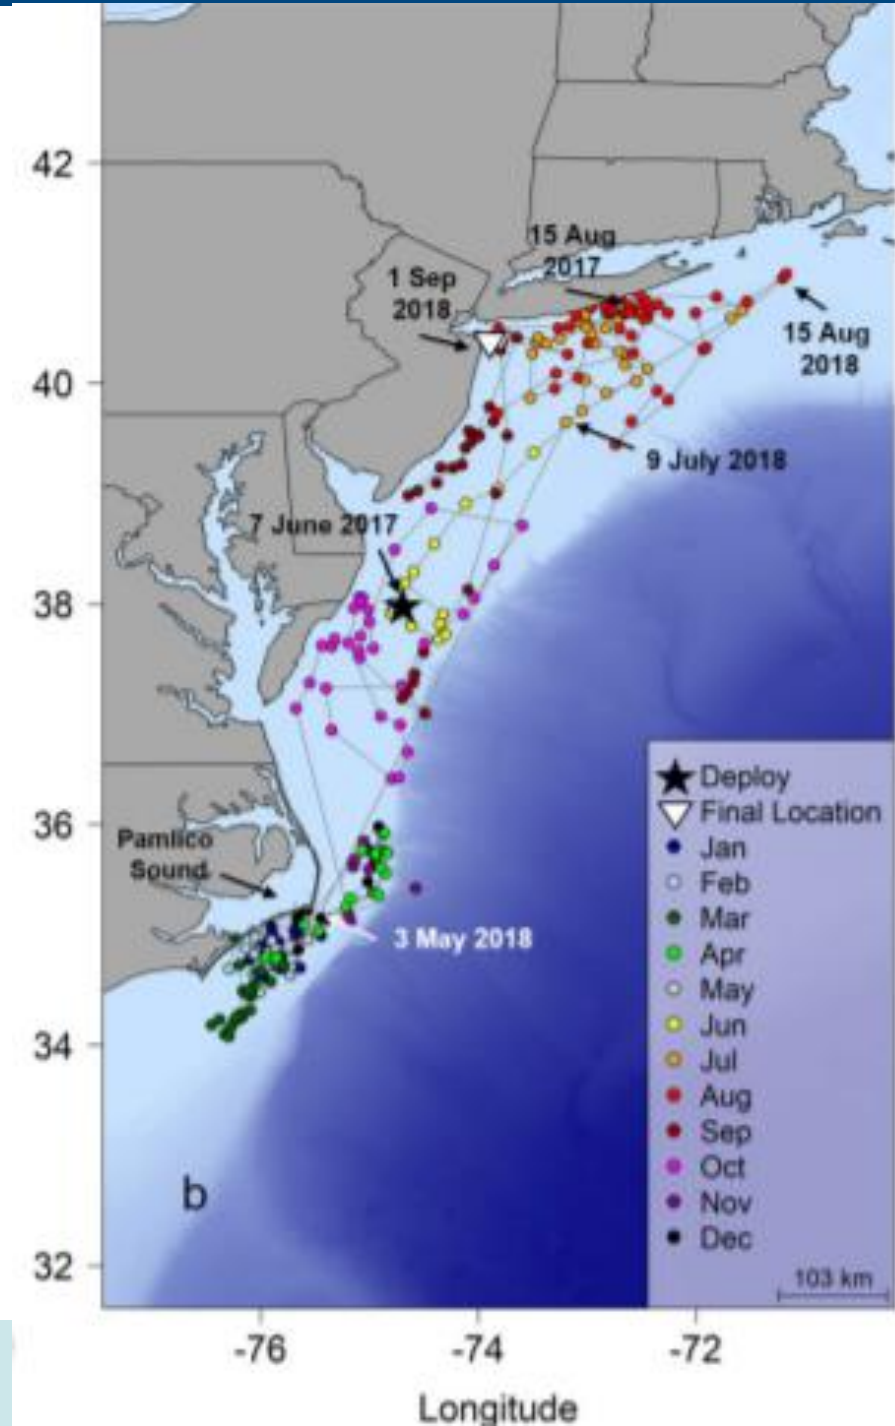 42
40
38
36
34
32
15 Aug
2017
1 Sep
2018
15 Aug
2018
9 July 2018
7 June 2017
Pamlico
Sound
3 May 2018
b
Deploy
Final Location
Jan
Feb
Mar
Apr
May
Jun
Jul
Aug
Sep
Oct
Nov
Dec
103 km
-76
-74
-72
Longitude